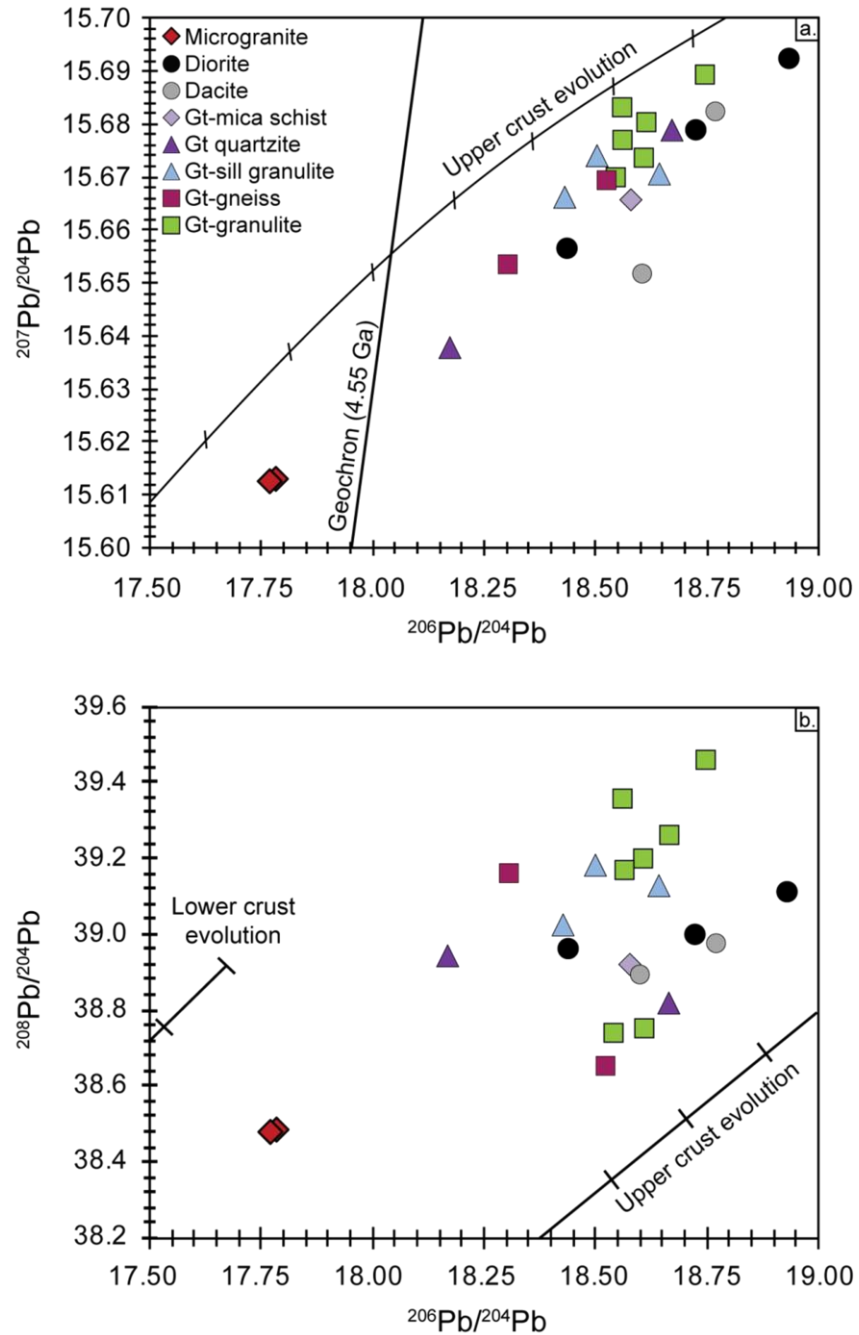 15.70
15.69
15.68
15.67
15.66
15.65
15.64
15.63
15.62
15.61
15.60
²⁰⁷Pb/²⁰⁴Pb
a.
Microgranite
Diorite
Dacite
Gt-mica schist
Gt quartzite
Gt-sill granulite
Gt-gneiss
Gt-granulite
Upper crust evolution
Geochron (4.55 Ga)
17.50 17.75 18.00 18.25 18.50 18.75 19.00
²⁰⁶Pb/²⁰⁴Pb
39.6
39.4
39.2
39.0
38.8
38.6
38.4
38.2
²⁰⁸Pb/²⁰⁴Pb
b.
Lower crust
evolution
Upper crust evolution
17.50 17.75 18.00 18.25 18.50 18.75 19.00
²⁰⁶Pb/²⁰⁴Pb